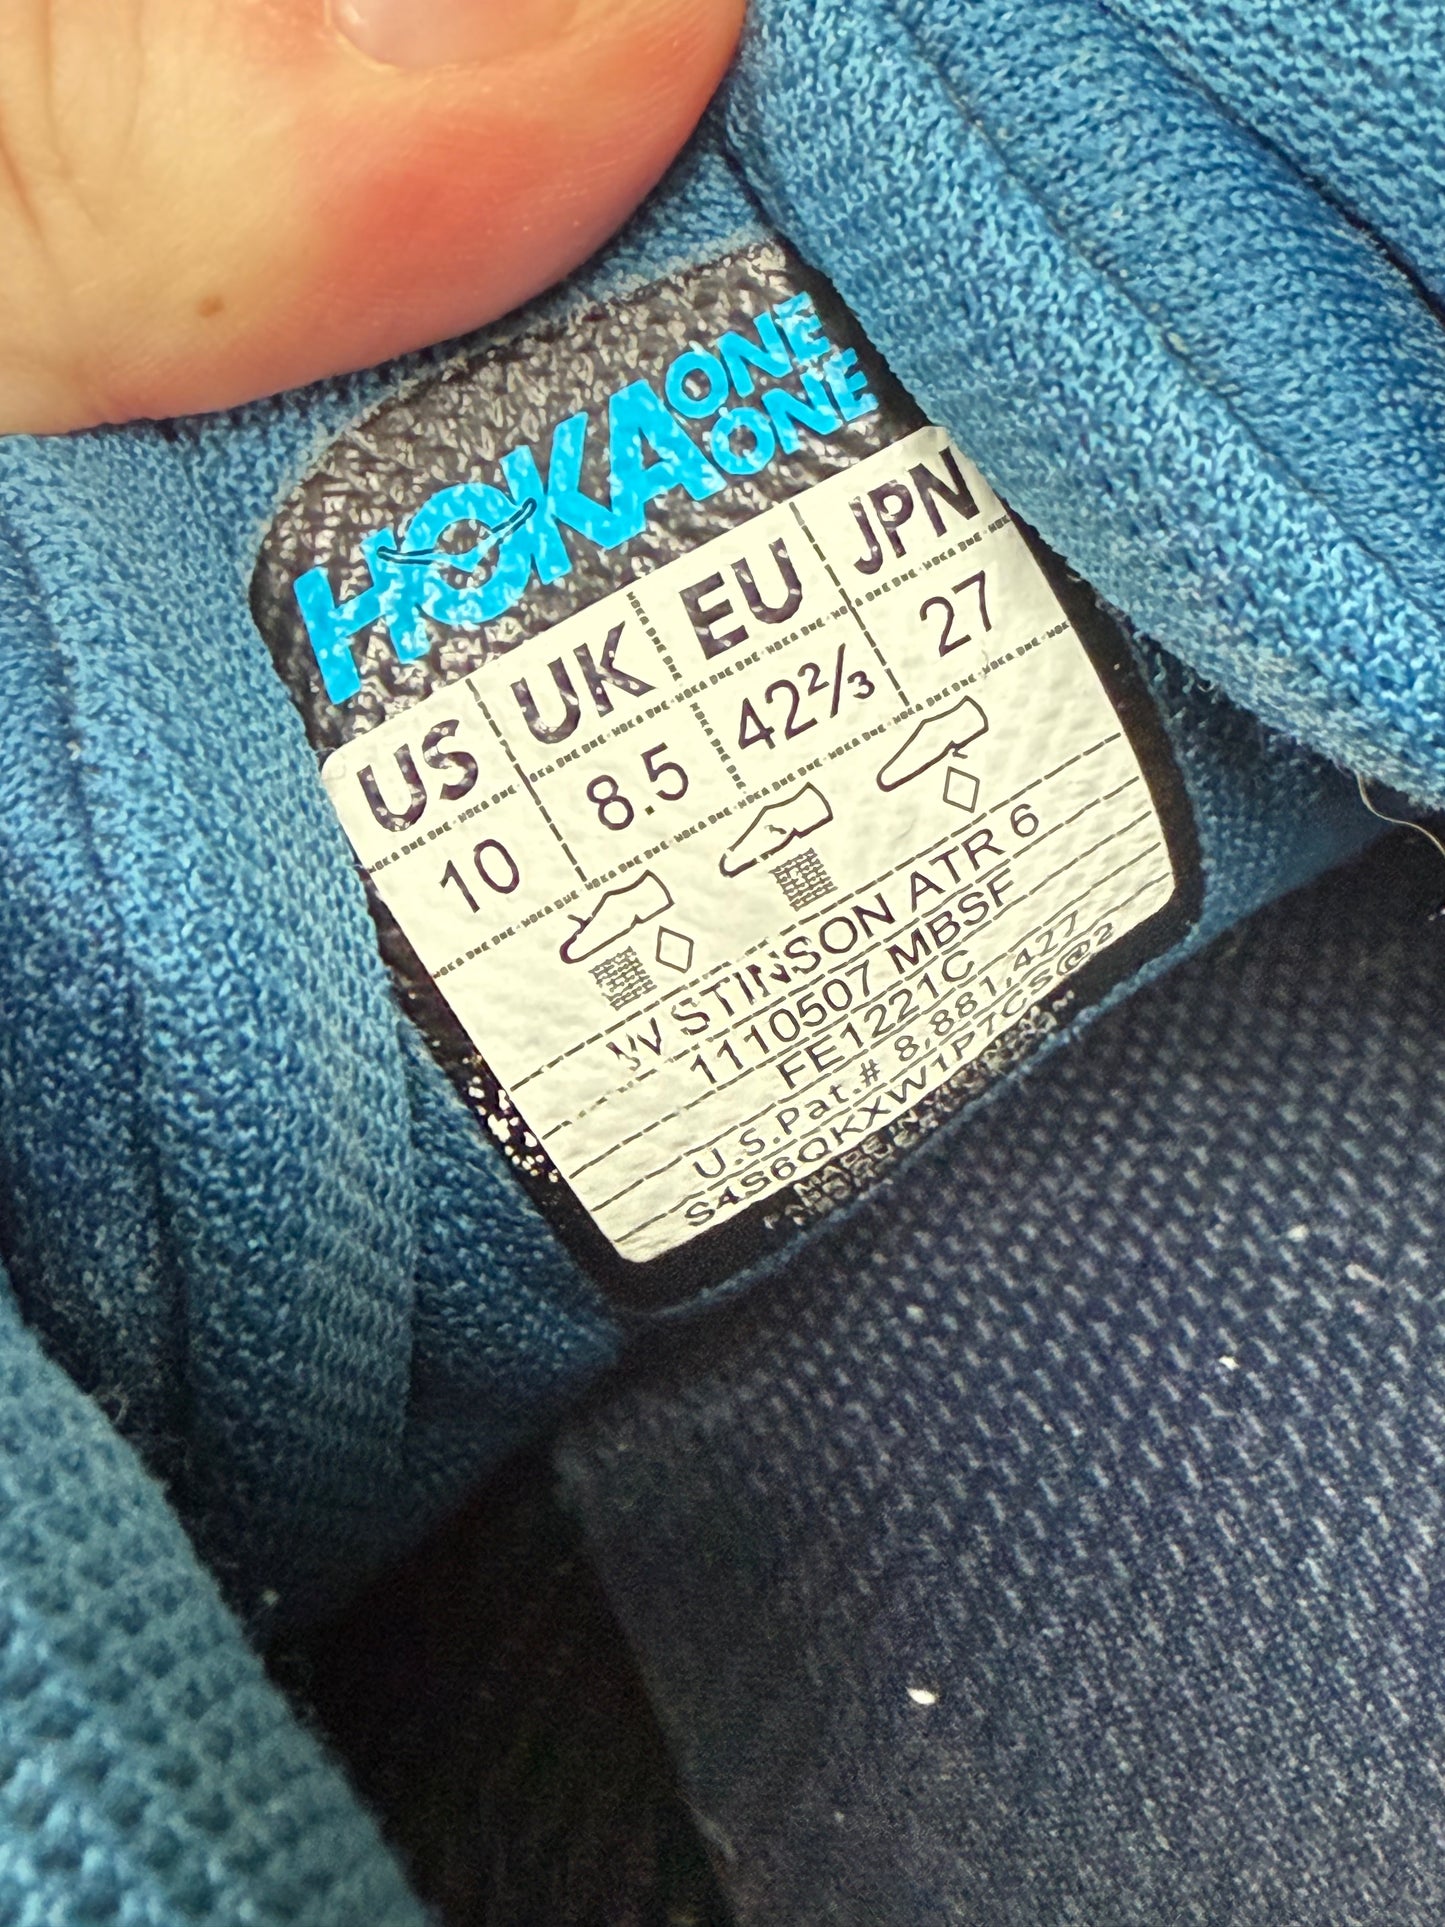 HOKA ONE ONE
US UK EU JPN
10 8.5 42⅔ 27
W STINSON ATR 6
1110507 MBSF
FE1221C
U.S.Pat.# 8,881,427
S4S6QKXW1P7CS@2